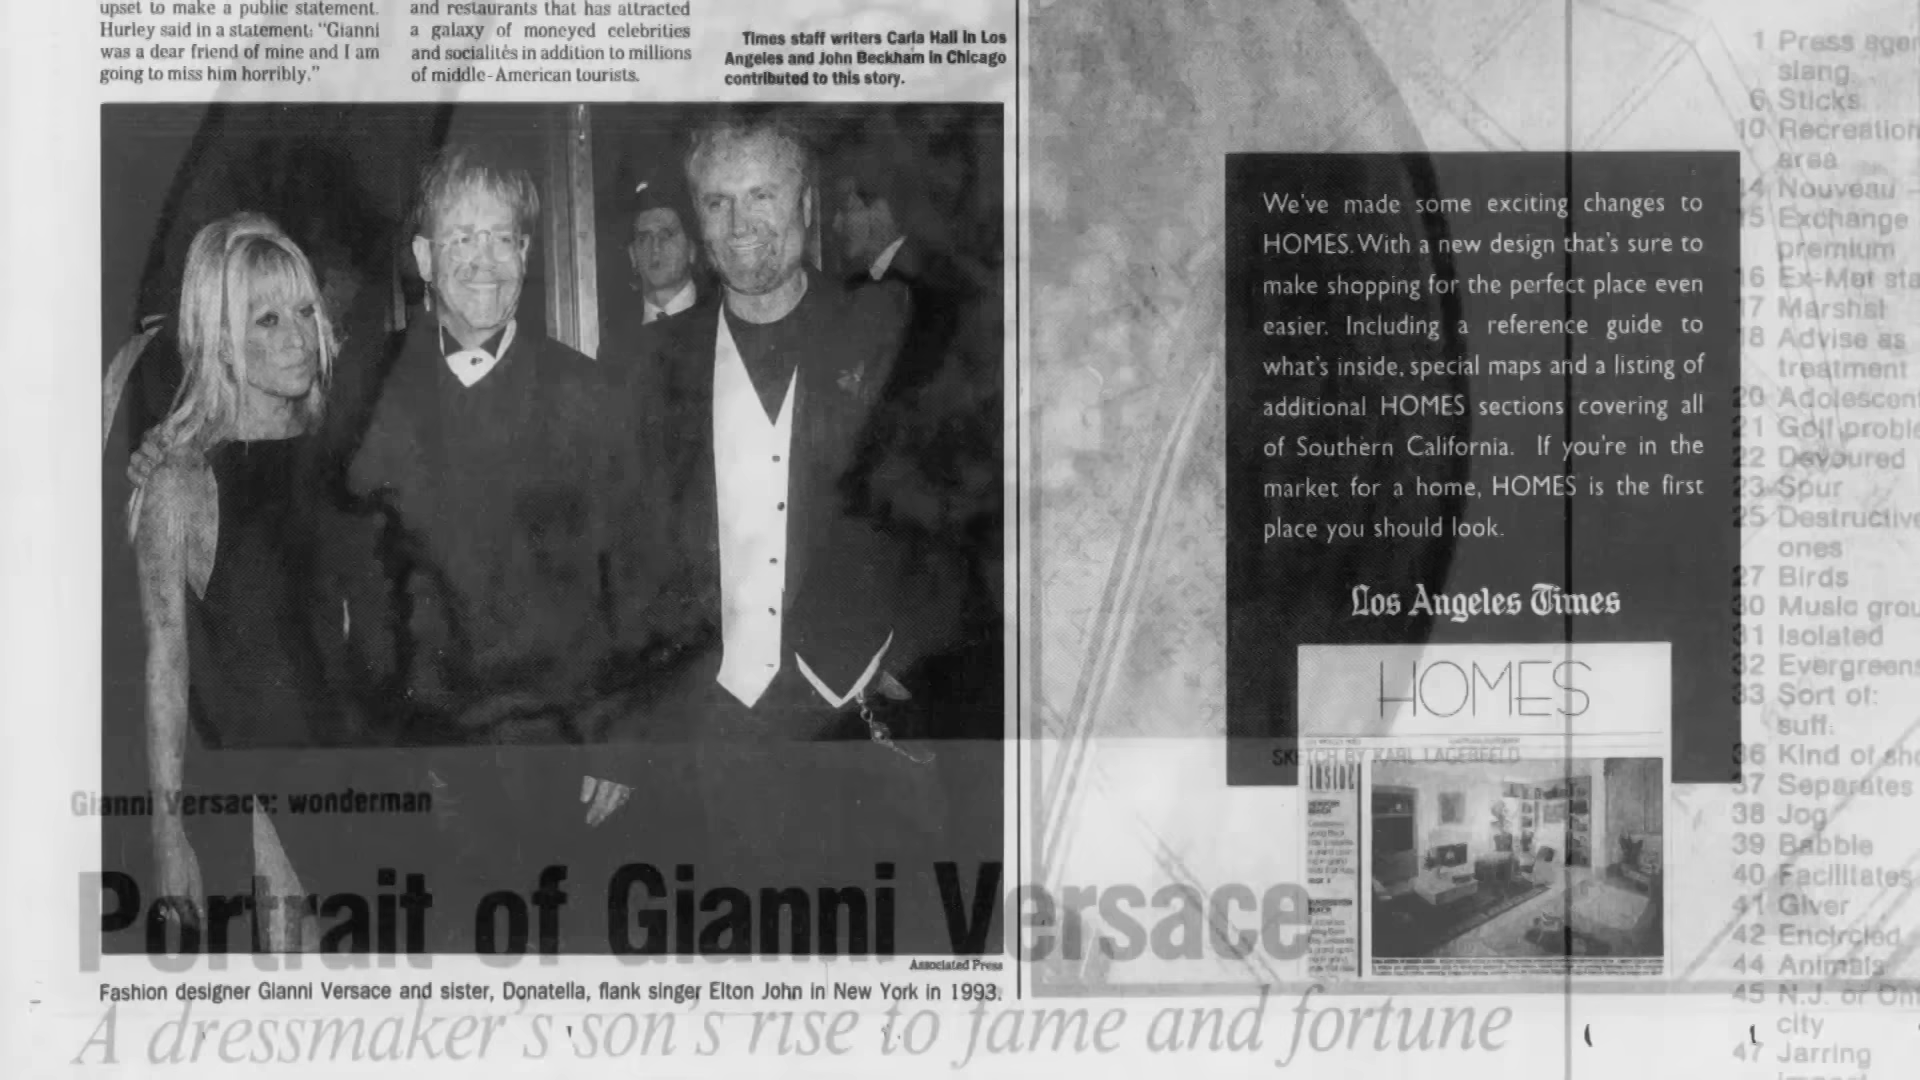 upset to make a public statement.
Hurley said in a statement: "Gianni
was a dear friend of mine and I am
going to miss him horribly."
and restaurants that has attracted
a galaxy of moneyed celebrities
and socialites in addition to millions
of middle-American tourists.
Times staff writers Carla Hall in Los
Angeles and John Beckham in Chicago
contributed to this story.
Associated Press
Fashion designer Gianni Versace and sister, Donatella, flank singer Elton John in New York in 1993.
Gianni Versace: wonderman
Portrait of Gianni Versace
A dressmaker's son's rise to fame and fortune
We've made some exciting changes to
HOMES. With a new design that's sure to
make shopping for the perfect place even
easier. Including a reference guide to
what's inside, special maps and a listing of
additional HOMES sections covering all
of Southern California. If you're in the
market for a home, HOMES is the first
place you should look.
Los Angeles Times
HOMES
SKETCH BY KARL LAGERFELD
INSIDE
1 Press
slang
6 Sticks
10 Recreation
area
14 Nouveau
15 Exchange
premium
16 Ex-Met
17 Marshal
18 Advise as
treatment
20 Adolescent
21 Golf
22 Devoured
23 Spur
25 Destructive
ones
27 Birds
30 Music
31 Isolated
32 Evergreens
33 Sort of:
suff.
36 Kind of
37 Separates
38 Jog
39 Babble
40 Facilitates
41 Giver
42 Encircled
44 Animals
45 N.J. or
city
47 Jarring